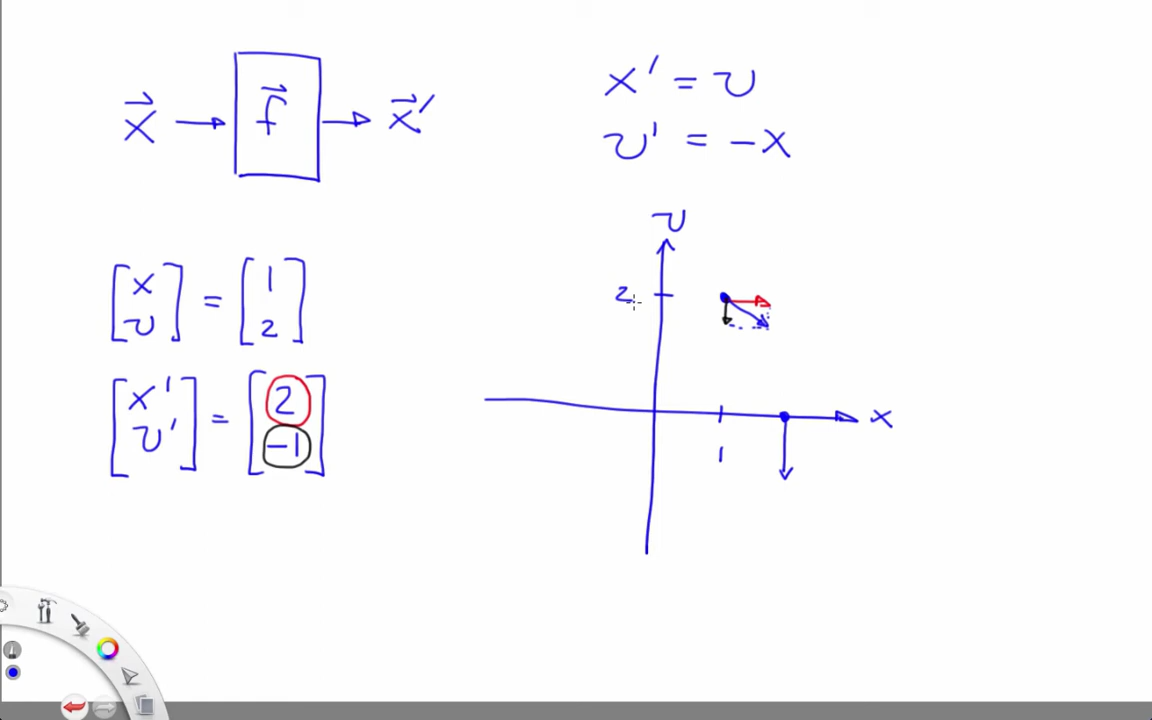 x⃗ → f⃗ → x⃗′
x′ = v
v′ = -x
[x v] = [1 2]
[x′ v′] = [2 -1]
v
2
x
1